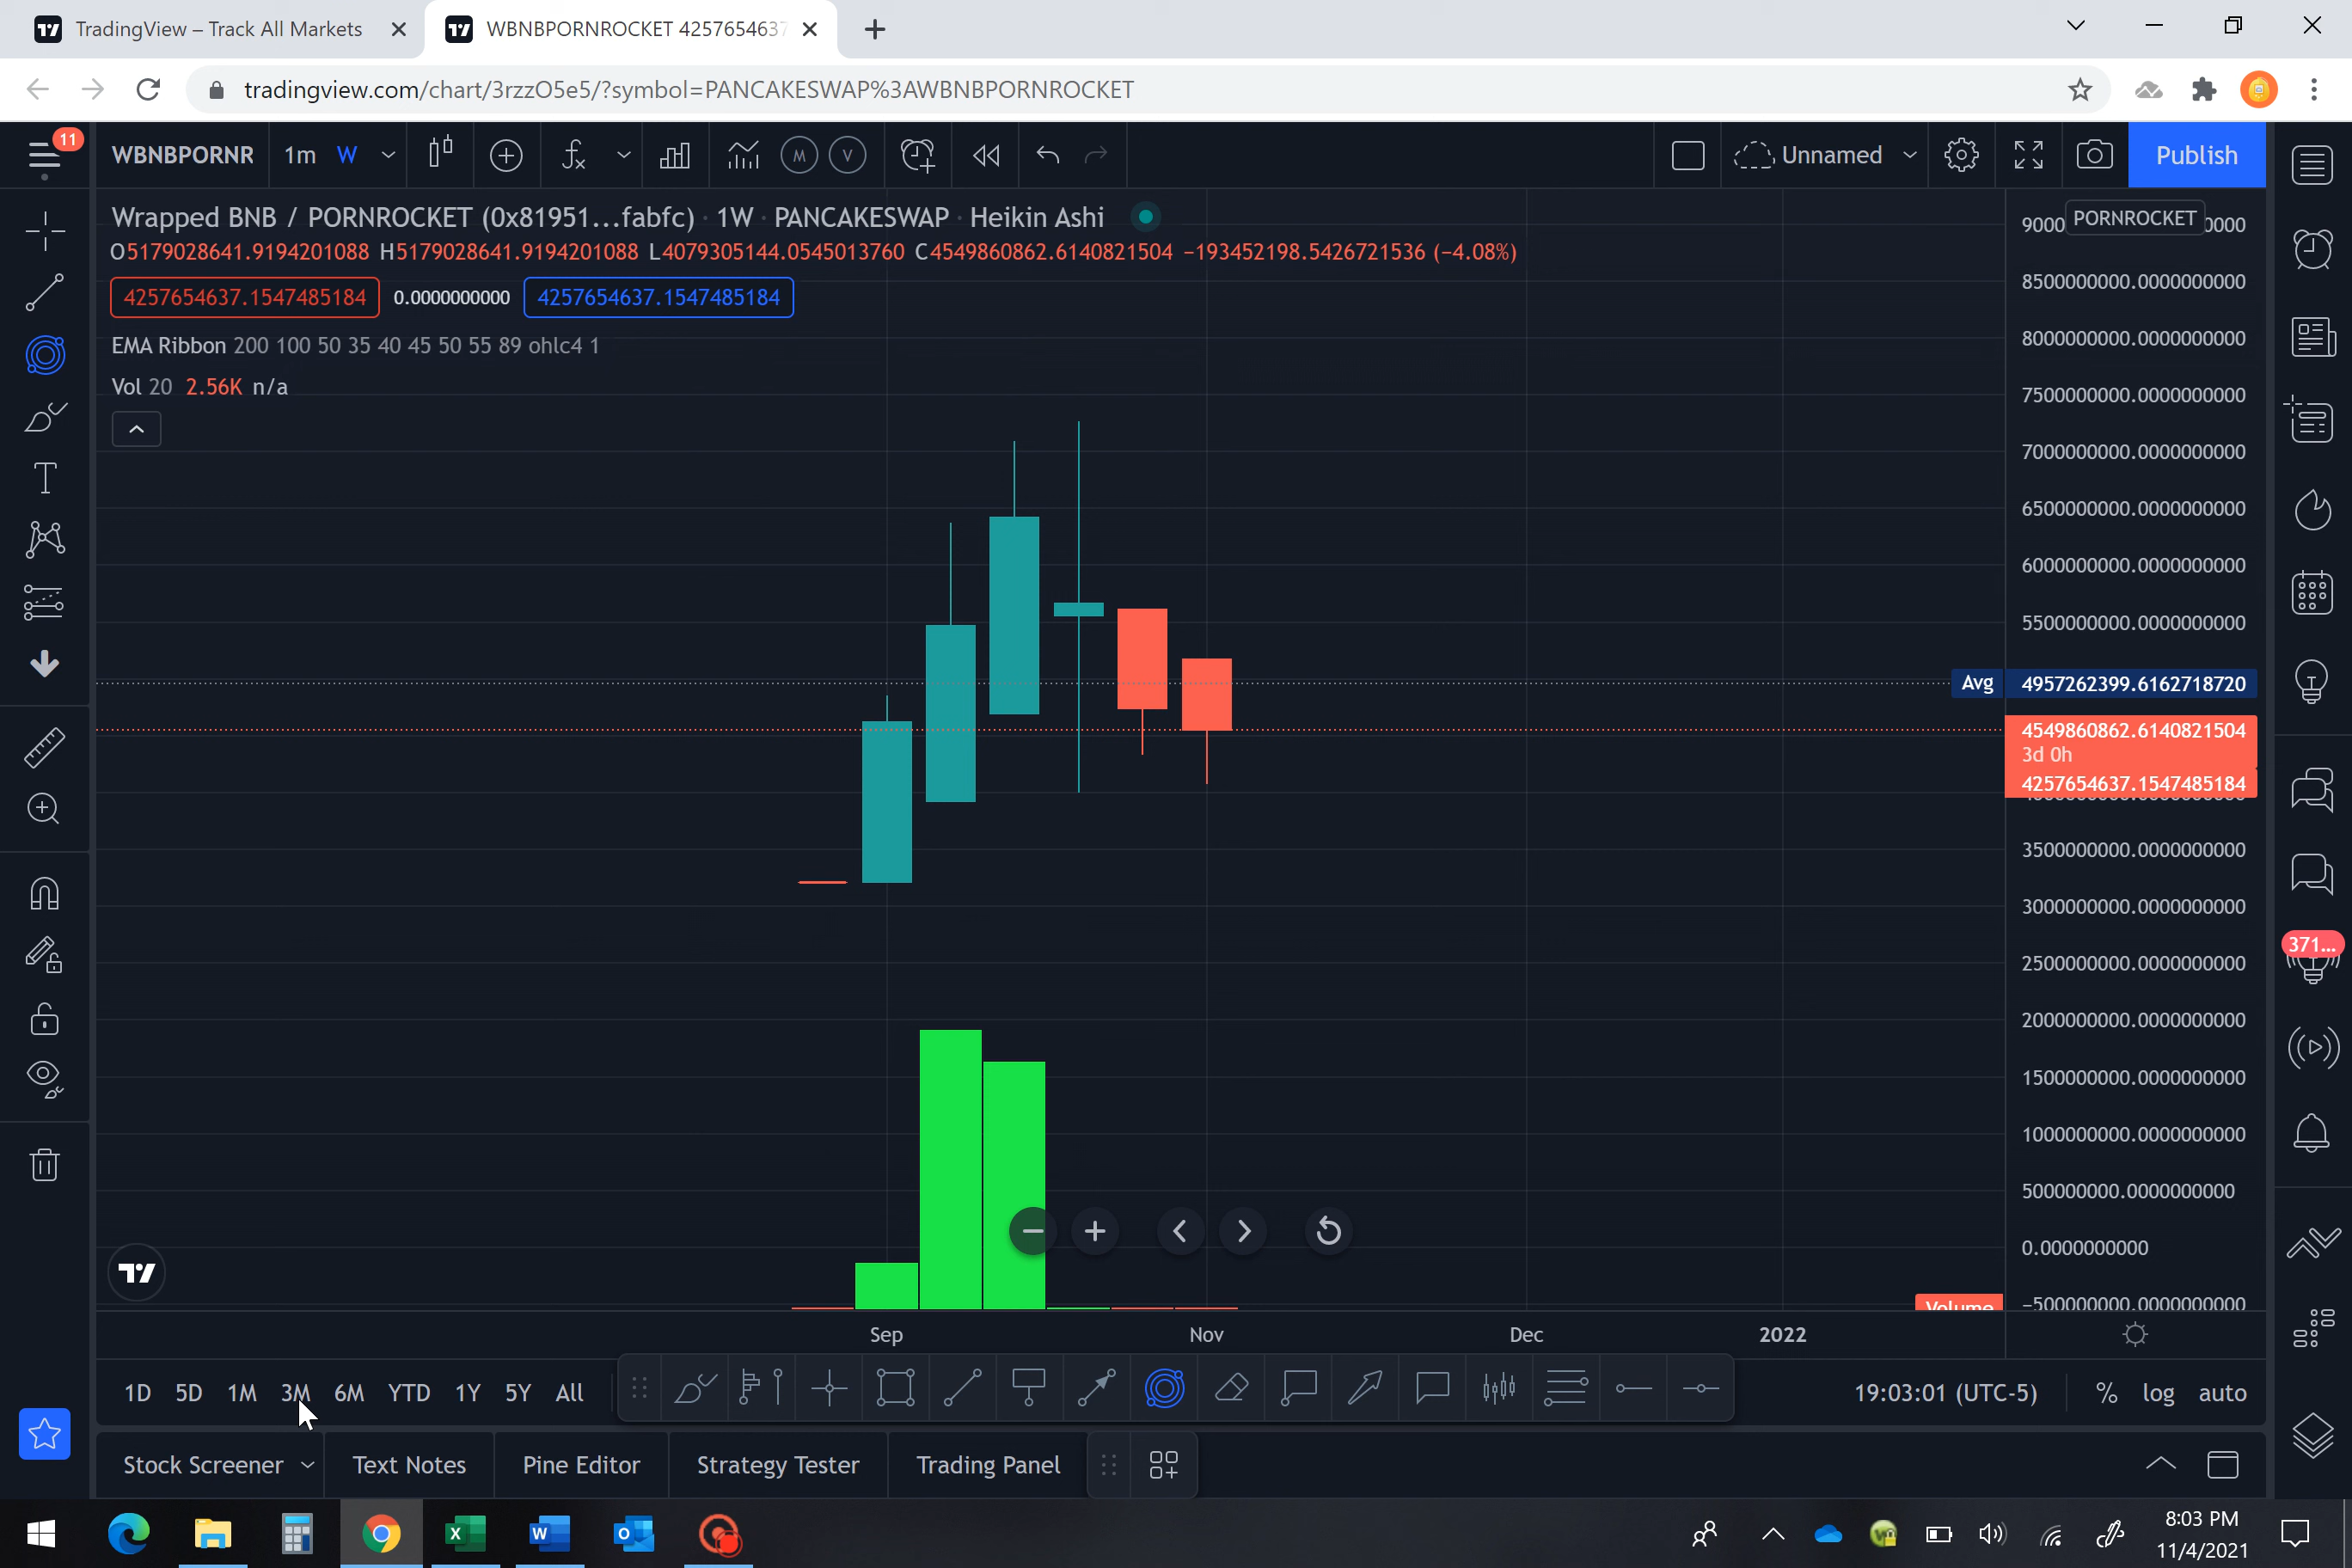 TradingView – Track All Markets
WBNBPORNROCKET 4257654637
tradingview.com/chart/3rzzO5e5/?symbol=PANCAKESWAP%3AWBNBPORNROCKET
11
WBNBPORNR 1m W
M V
Unnamed
Publish
Wrapped BNB / PORNROCKET (0x81951...fabfc) · 1W · PANCAKESWAP · Heikin Ashi
O5179028641.9194201088 H5179028641.9194201088 L4079305144.0545013760 C4549860862.6140821504 −193452198.5426721536 (−4.08%)
4257654637.1547485184 0.0000000000 4257654637.1547485184
EMA Ribbon 200 100 50 35 40 45 50 55 89 ohlc4 1
Vol 20 2.56K n/a
PORNROCKET
8500000000.0000000000
8000000000.0000000000
7500000000.0000000000
7000000000.0000000000
6500000000.0000000000
6000000000.0000000000
5500000000.0000000000
Avg 4957262399.6162718720
4549860862.6140821504
3d 0h
4257654637.1547485184
3500000000.0000000000
3000000000.0000000000
2500000000.0000000000
2000000000.0000000000
1500000000.0000000000
1000000000.0000000000
500000000.0000000000
0.0000000000
−500000000.0000000000
Volume
371...
Sep Nov Dec 2022
1D 5D 1M 3M 6M YTD 1Y 5Y All
19:03:01 (UTC-5) % log auto
Stock Screener Text Notes Pine Editor Strategy Tester Trading Panel
8:03 PM
11/4/2021